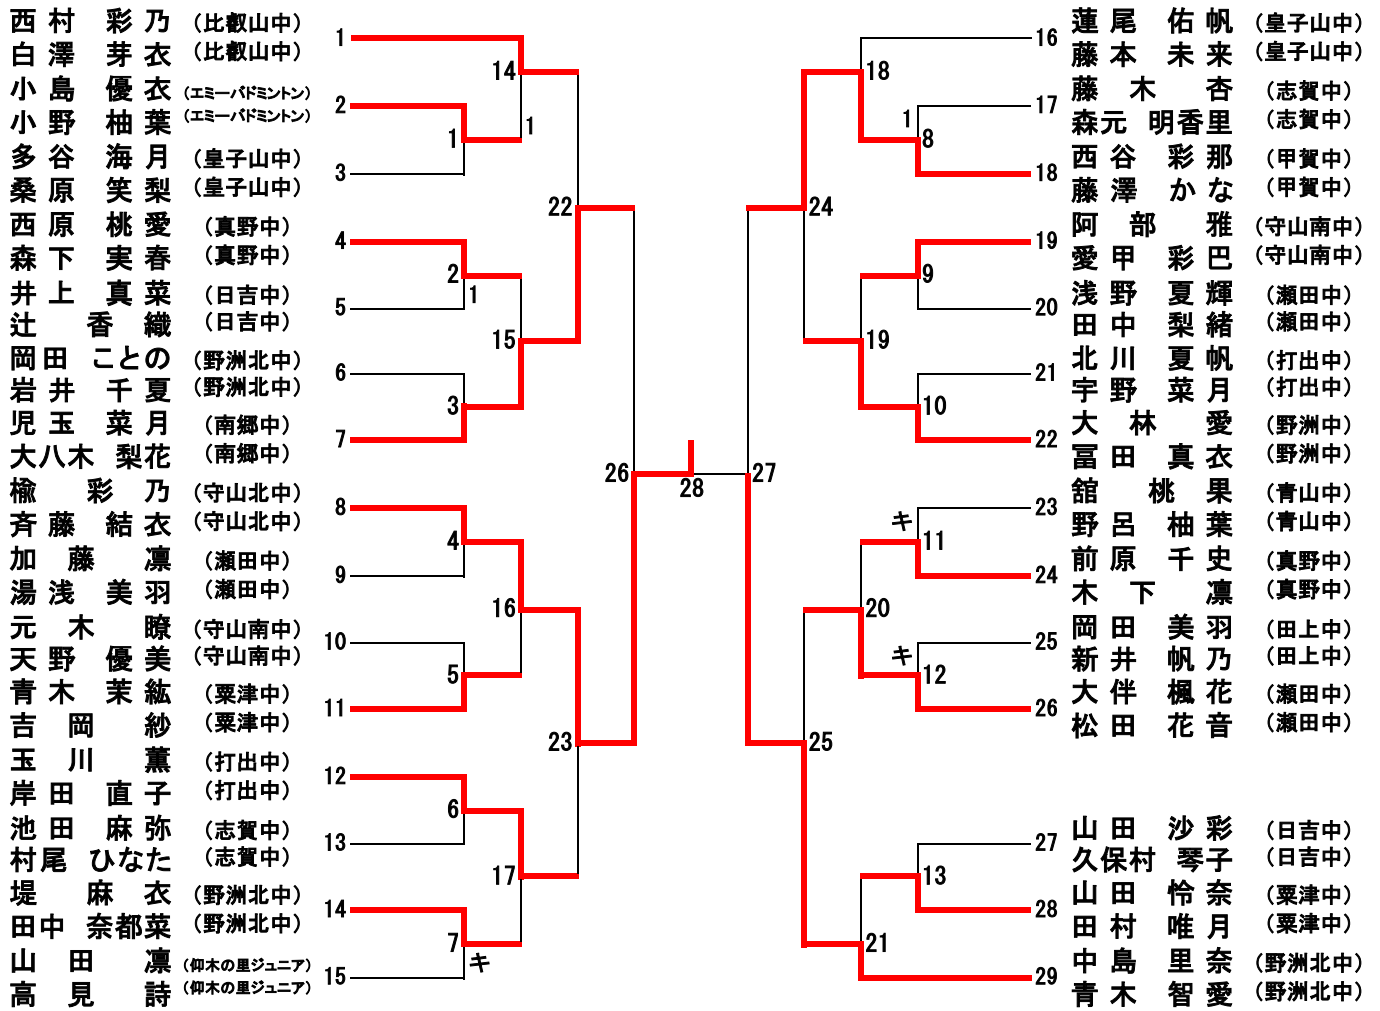 西村 彩乃 (比叡山中)
白澤 芽衣 (比叡山中)
1
小島 優衣 (エミーバドミントン)
小野 柚葉 (エミーバドミントン)
2
多谷 海月 (皇子山中)
桑原 笑梨 (皇子山中)
3
西原 桃愛 (真野中)
森下 実春 (真野中)
4
井上 真菜 (日吉中)
辻 香織 (日吉中)
5
岡田 ことの (野洲北中)
岩井 千夏 (野洲北中)
6
児玉 菜月 (南郷中)
大八木 梨花 (南郷中)
7
楡 彩乃 (守山北中)
斉藤 結衣 (守山北中)
8
加藤 凛 (瀬田中)
湯浅 美羽 (瀬田中)
9
元木 瞭 (守山南中)
天野 優美 (守山南中)
10
青木 茉紘 (粟津中)
吉岡 紗 (粟津中)
11
玉川 薫 (打出中)
岸田 直子 (打出中)
12
池田 麻弥 (志賀中)
村尾 ひなた (志賀中)
13
堤 麻衣 (野洲北中)
田中 奈都菜 (野洲北中)
14
山田 凛 (仰木の里ジュニア)
高見 詩 (仰木の里ジュニア)
15
14
1
1
22
2
1
15
3
26
4
16
5
23
6
17
7
キ
28
27
18
1
8
24
9
19
10
キ
11
20
キ
12
25
13
21
16
蓮尾 佑帆 (皇子山中)
藤本 未来 (皇子山中)
17
藤木 杏 (志賀中)
森元 明香里 (志賀中)
18
西谷 彩那 (甲賀中)
藤澤 かな (甲賀中)
19
阿部 雅 (守山南中)
愛甲 彩巴 (守山南中)
20
浅野 夏輝 (瀬田中)
田中 梨緒 (瀬田中)
21
北川 夏帆 (打出中)
宇野 菜月 (打出中)
22
大林 愛 (野洲中)
冨田 真衣 (野洲中)
23
舘 桃果 (青山中)
野呂 柚葉 (青山中)
24
前原 千史 (真野中)
木下 凛 (真野中)
25
岡田 美羽 (田上中)
新井 帆乃 (田上中)
26
大伴 楓花 (瀬田中)
松田 花音 (瀬田中)
27
山田 沙彩 (日吉中)
久保村 琴子 (日吉中)
28
山田 怜奈 (粟津中)
田村 唯月 (粟津中)
29
中島 里奈 (野洲北中)
青木 智愛 (野洲北中)